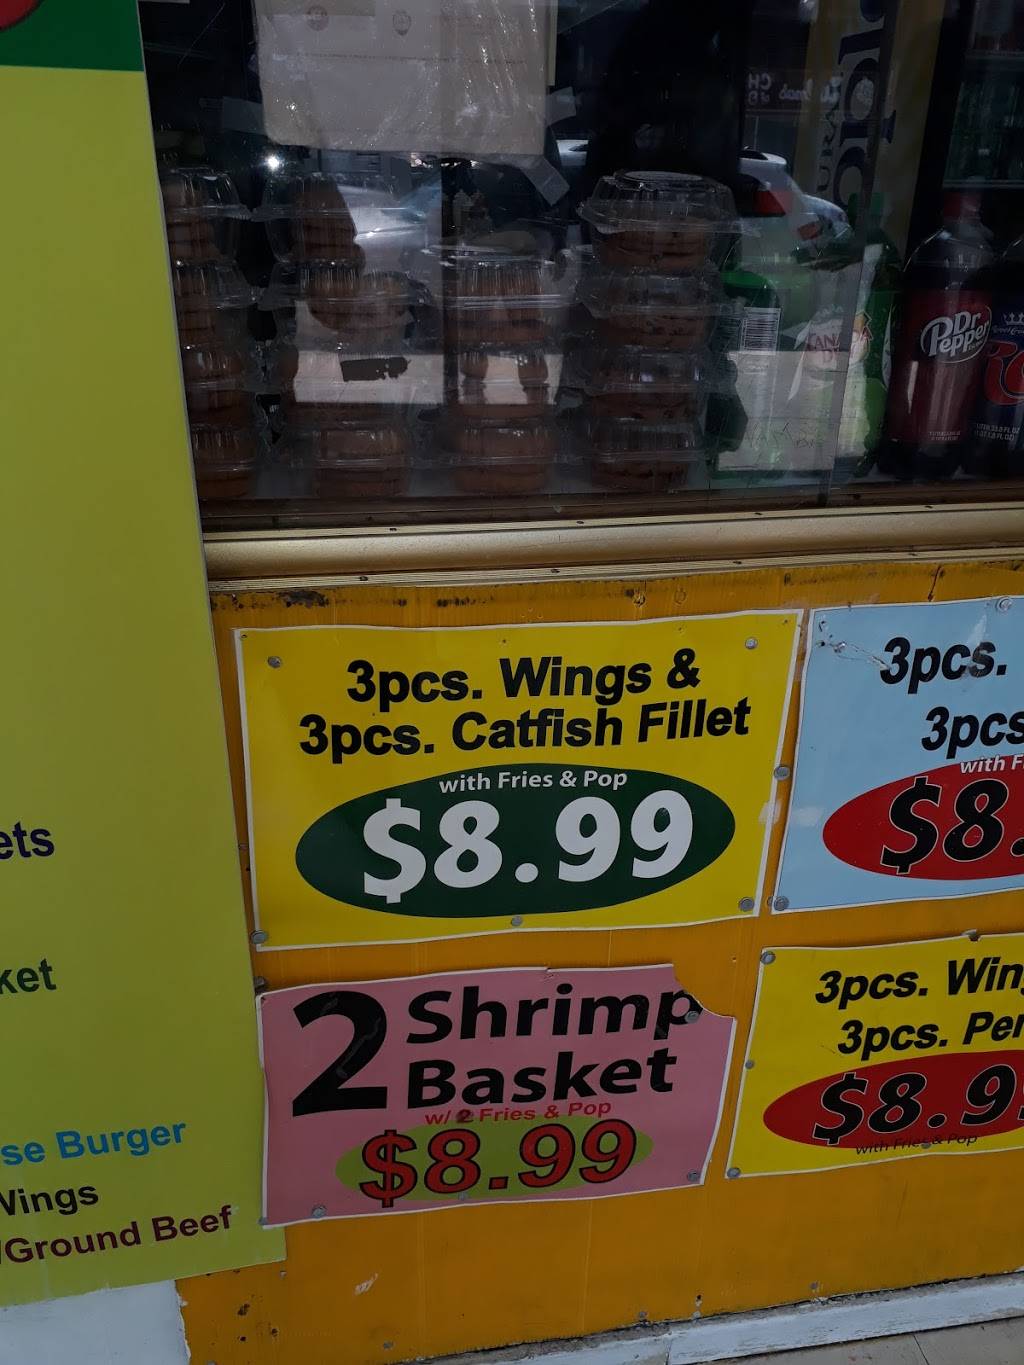 Dr
Pepper
RC
3pcs. Wings &
3pcs. Catfish Fillet
with Fries & Pop
$8.99
3pcs.
3pcs
with F
$8.
2 Shrimp
Basket
w/ 2 Fries & Pop
$8.99
3pcs. Win
3pcs. Per
$8.9
with Fries & Pop
ets
ket
se Burger
Wings
/Ground Beef